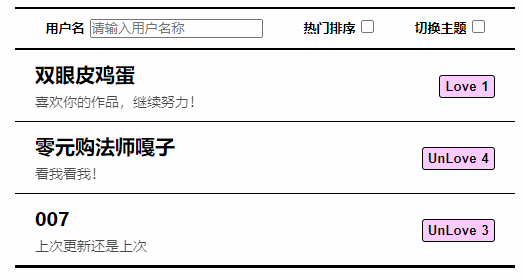 用户名 请输入用户名称 热门排序 切换主题
双眼皮鸡蛋
喜欢你的作品，继续努力！
Love 1
零元购法师嘎子
看我看我！
UnLove 4
007
上次更新还是上次
UnLove 3